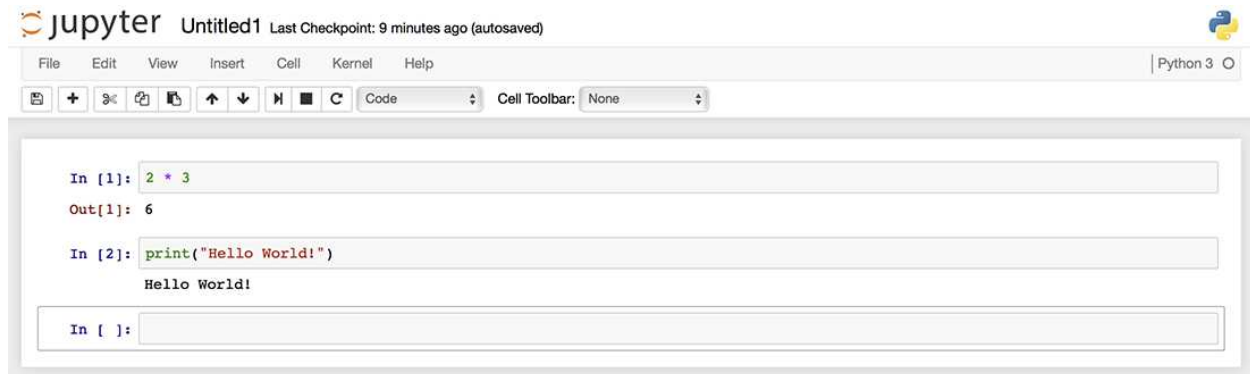 jupyter Untitled1 Last Checkpoint: 9 minutes ago (autosaved)
File Edit View Insert Cell Kernel Help Python 3
Code Cell Toolbar: None
In [1]: 2 * 3
Out[1]: 6
In [2]: print("Hello World!")
Hello World!
In [ ]: